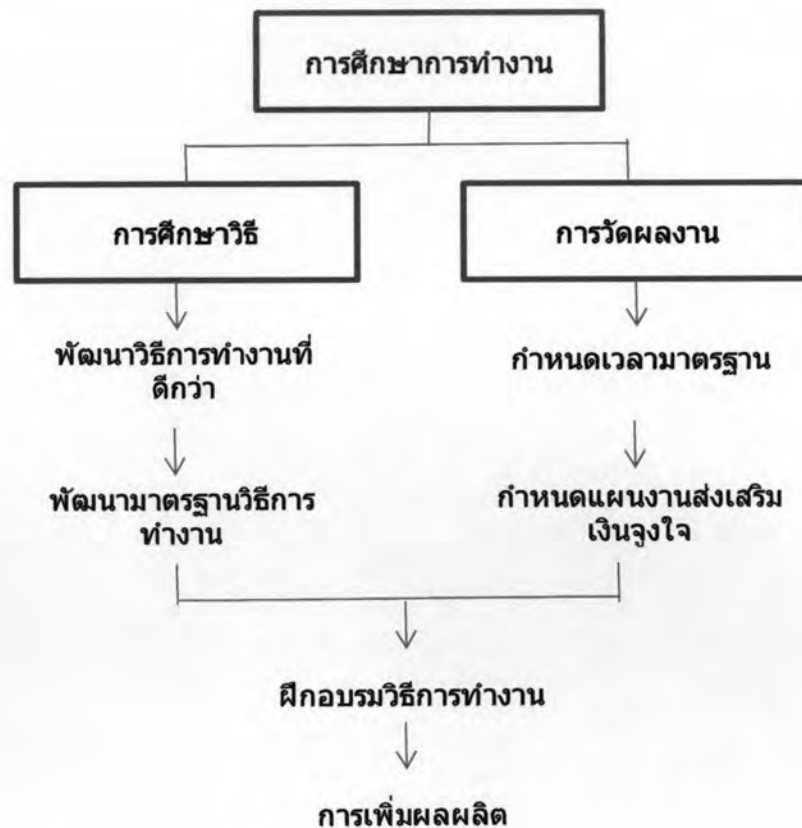 การศึกษาการทำงาน
การศึกษาวิธี
การวัดผลงาน
พัฒนาวิธีการทำงานที่
ดีกว่า
กำหนดเวลามาตรฐาน
พัฒนามาตรฐานวิธีการ
ทำงาน
กำหนดแผนงานส่งเสริม
เงินจูงใจ
ฝึกอบรมวิธีการทำงาน
การเพิ่มผลผลิต